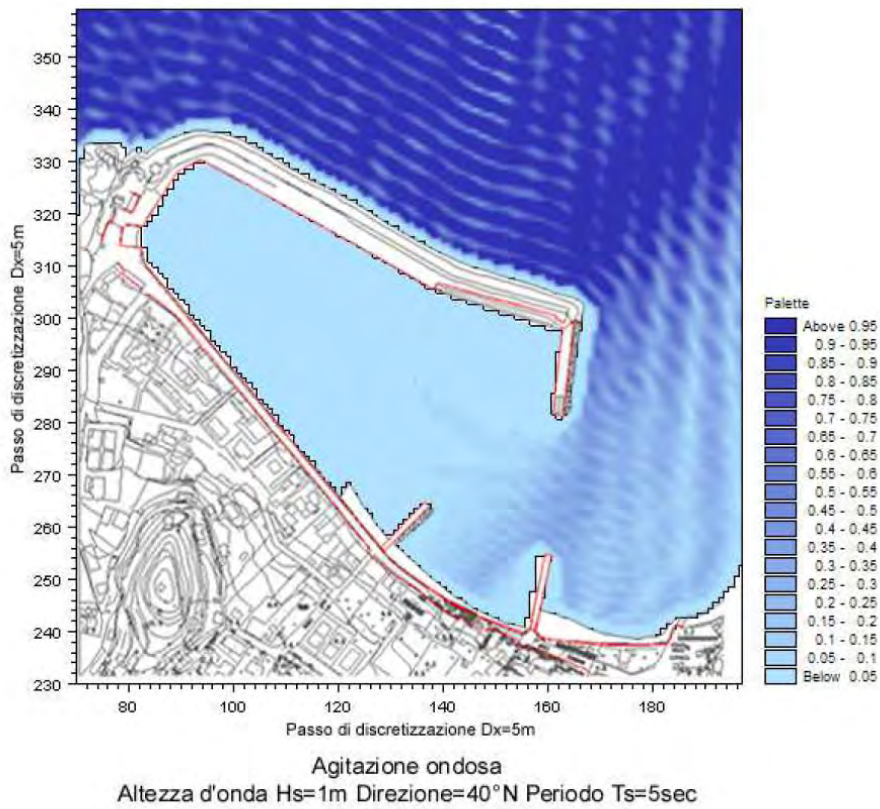 Passo di discretizzazione Dx=5m
350
340
330
320
310
300
290
280
270
260
250
240
230
80 100 120 140 160 180
Passo di discretizzazione Dx=5m
Palette
Above 0.95
0.9 - 0.95
0.85 - 0.9
0.8 - 0.85
0.75 - 0.8
0.7 - 0.75
0.65 - 0.7
0.6 - 0.65
0.55 - 0.6
0.5 - 0.55
0.45 - 0.5
0.4 - 0.45
0.35 - 0.4
0.3 - 0.35
0.25 - 0.3
0.2 - 0.25
0.15 - 0.2
0.1 - 0.15
0.05 - 0.1
Below 0.05
Agitazione ondosa
Altezza d'onda Hs=1m Direzione=40°N Periodo Ts=5sec